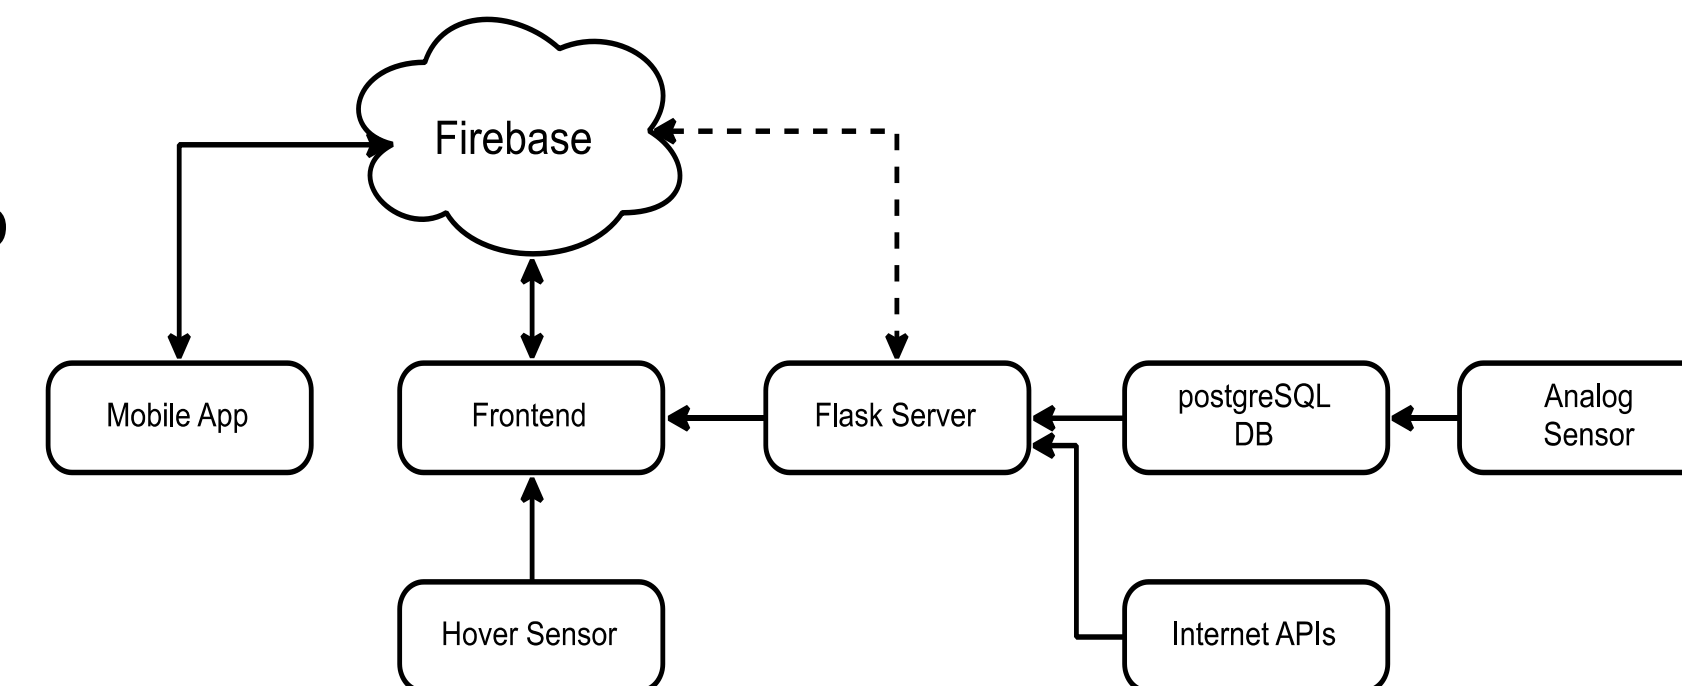 Firebase
Mobile App
Frontend
Flask Server
postgreSQL
DB
Analog
Sensor
Hover Sensor
Internet APIs